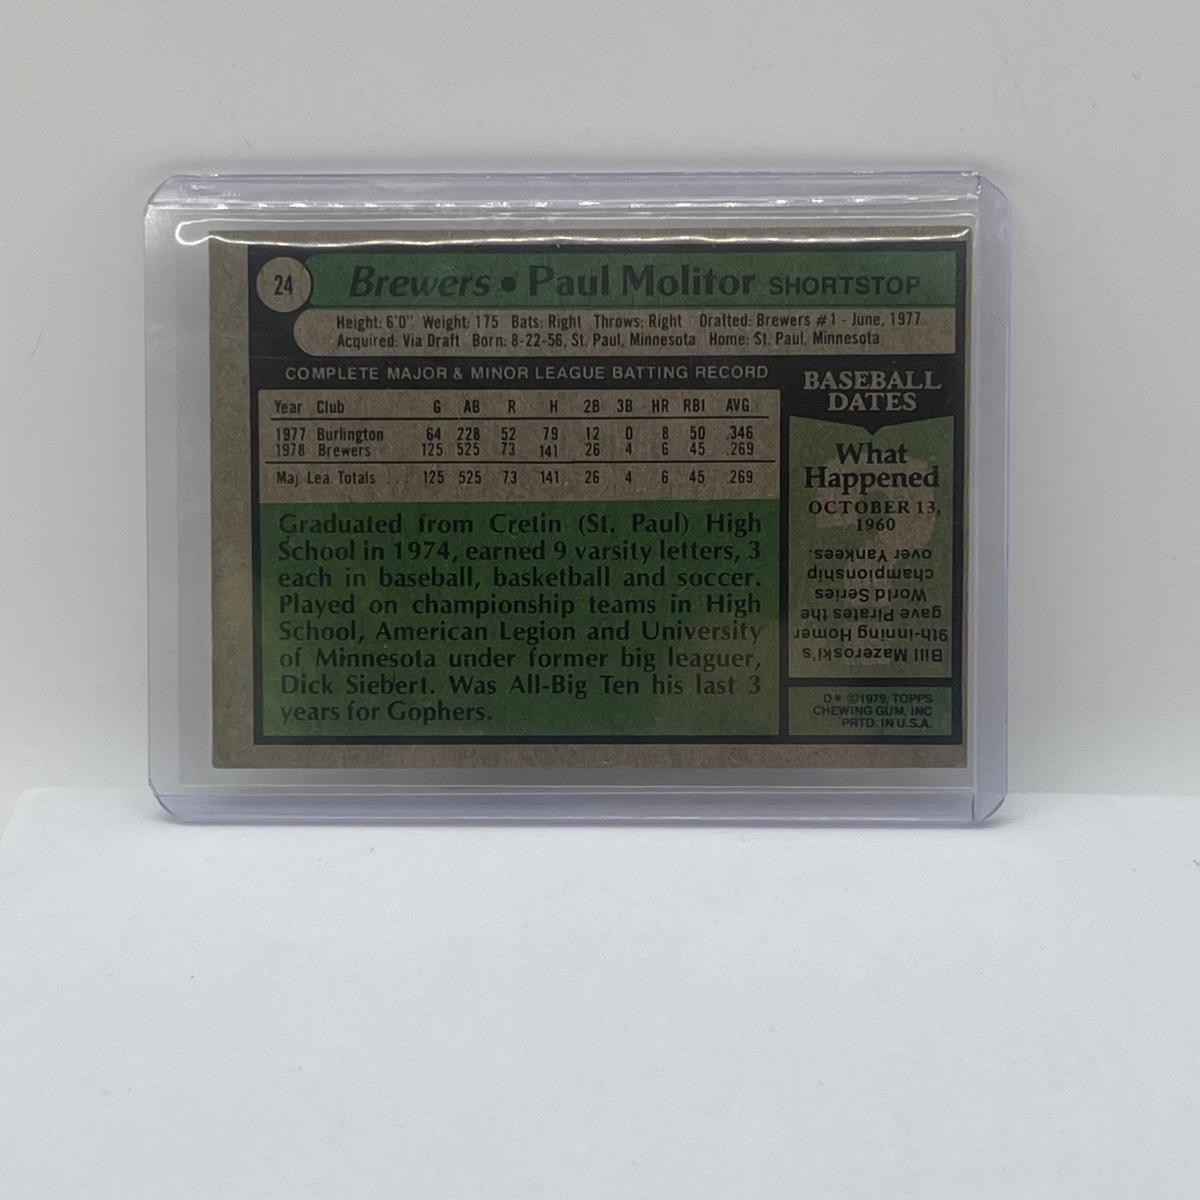 24
Brewers • Paul Molitor SHORTSTOP
Height: 6'0" Weight: 175 Bats: Right Throws: Right Drafted: Brewers #1 - June, 1977
Acquired: Via Draft Born: 8-22-56, St. Paul, Minnesota Home: St. Paul, Minnesota
COMPLETE MAJOR & MINOR LEAGUE BATTING RECORD
Year Club G AB R H 2B 3B HR RBI AVG.
1977 Burlington 64 228 52 79 12 0 8 50 .346
1978 Brewers 125 525 73 141 26 4 6 45 .269
Maj. Lea. Totals . . . 125 525 73 141 26 4 6 45 .269
Graduated from Cretin (St. Paul) High
School in 1974, earned 9 varsity letters, 3
each in baseball, basketball and soccer.
Played on championship teams in High
School, American Legion and University
of Minnesota under former big leaguer,
Dick Siebert. Was All-Big Ten his last 3
years for Gophers.
BASEBALL
DATES
What
Happened
OCTOBER 13,
1960
Bill Mazeroski's
9th-inning Homer
gave Pirates the
World Series
championship
over Yankees.
D* ©1979, TOPPS
CHEWING GUM, INC
PRTD. IN U.S.A.